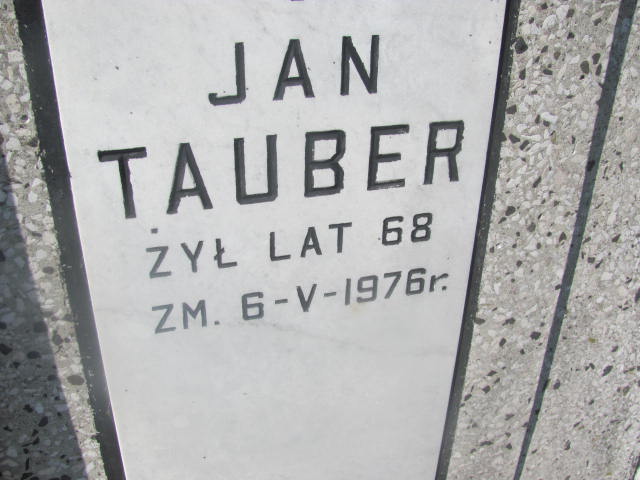 JAN
TAUBER
ŻYŁ LAT 68
ZM. 6-V-1976r.